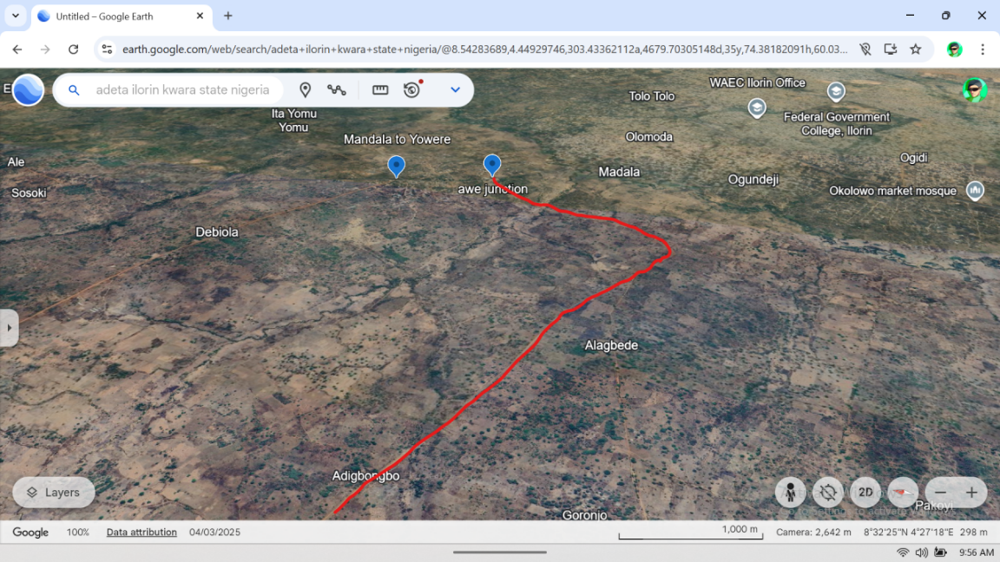 Untitled – Google Earth
earth.google.com/web/search/adeta+ilorin+kwara+state+nigeria/@8.54283689,4.44929746,303.43362112a,4679.70305148d,35y,74.38182091h,60.03...
E
adeta ilorin kwara state nigeria
WAEC Ilorin Office
Tolo Tolo
Ita Yomu
Yomu
Federal Government
College, Ilorin
Mandala to Yowere
Olomoda
Ale
Ogidi
Madala
Ogundeji
awe junction
Sosoki
Okolowo market mosque
Debiola
Alagbede
Adigbongbo
Layers
2D
Pakoyi
Goronjo
Google
100%
Data attribution
04/03/2025
1,000 m
Camera: 2,642 m
8°32'25"N 4°27'18"E
298 m
9:56 AM